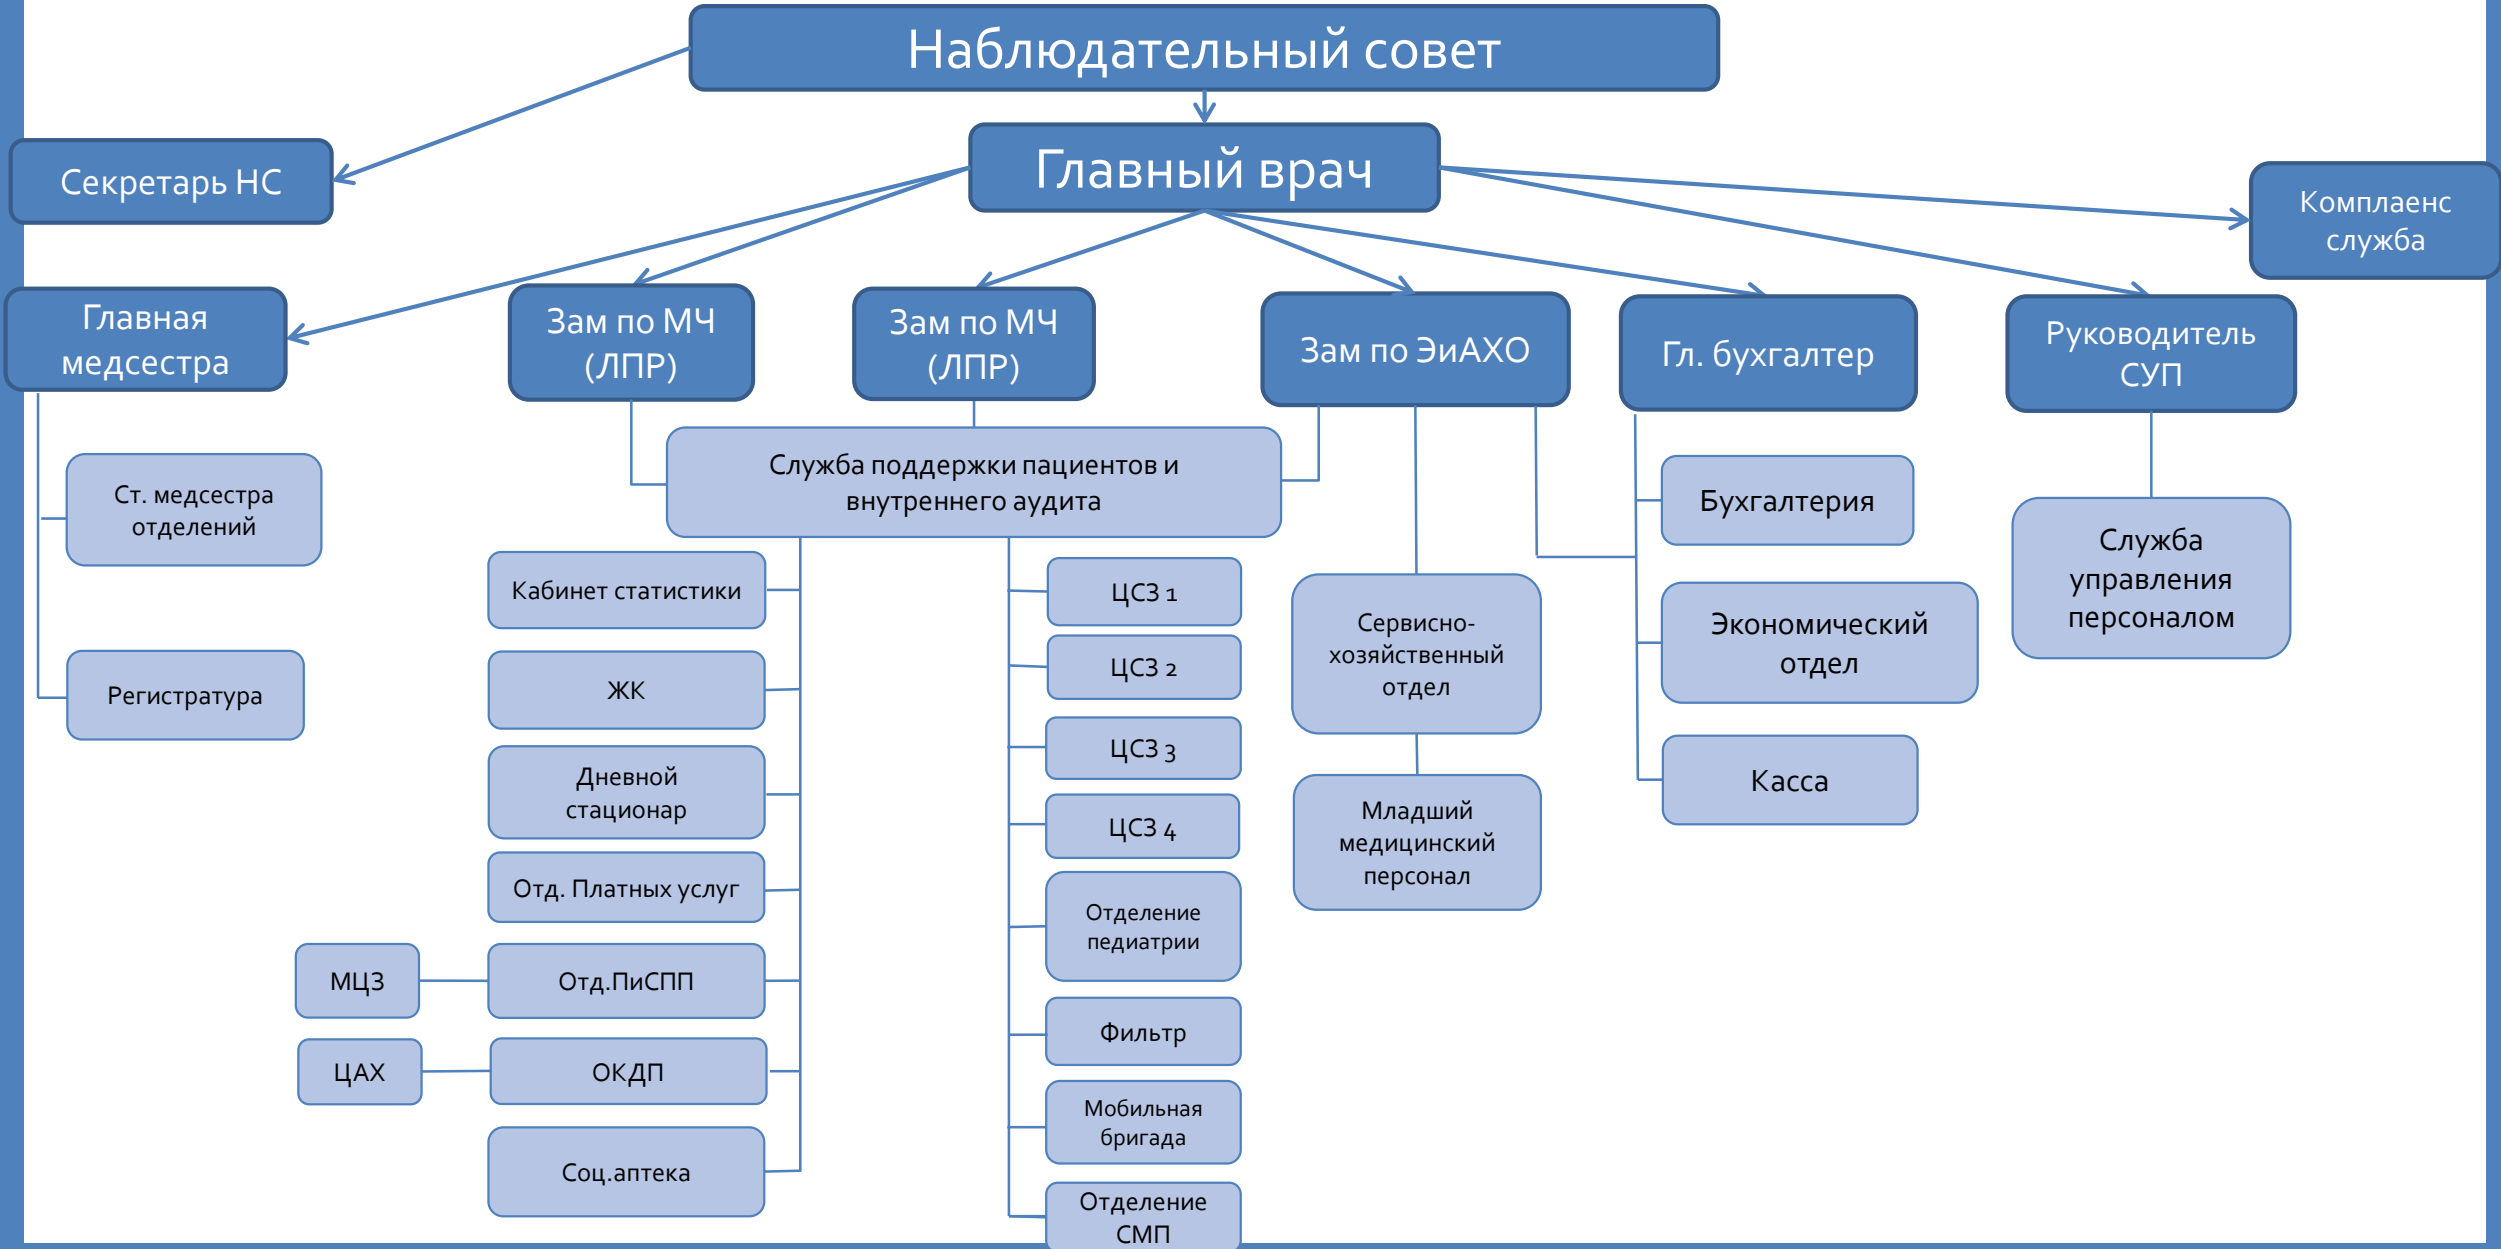 Наблюдательный совет
Главный врач
Секретарь НС
Комплаенс
служба
Главная
медсестра
Зам по МЧ
(ЛПР)
Зам по МЧ
(ЛПР)
Зам по ЭиАХО
Гл. бухгалтер
Руководитель
СУП
Служба поддержки пациентов и
внутреннего аудита
Ст. медсестра
отделений
Регистратура
Кабинет статистики
ЖК
Дневной
стационар
Отд. Платных услуг
МЦЗ
Отд.ПиСПП
ЦАХ
ОКДП
Соц.аптека
ЦСЗ 1
ЦСЗ 2
ЦСЗ 3
ЦСЗ 4
Отделение
педиатрии
Фильтр
Мобильная
бригада
Отделение
СМП
Сервисно-
хозяйственный
отдел
Младший
медицинский
персонал
Бухгалтерия
Экономический
отдел
Касса
Служба
управления
персоналом